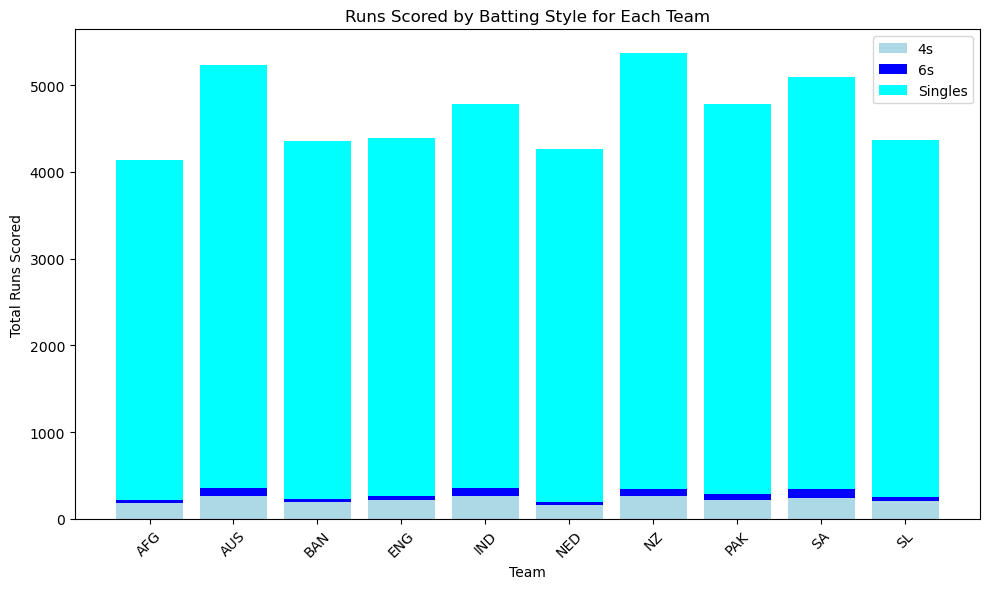 Runs Scored by Batting Style for Each Team
4s
6s
Singles
Total Runs Scored
5000
4000
3000
2000
1000
0
AFG
AUS
BAN
ENG
IND
NED
NZ
PAK
SA
SL
Team